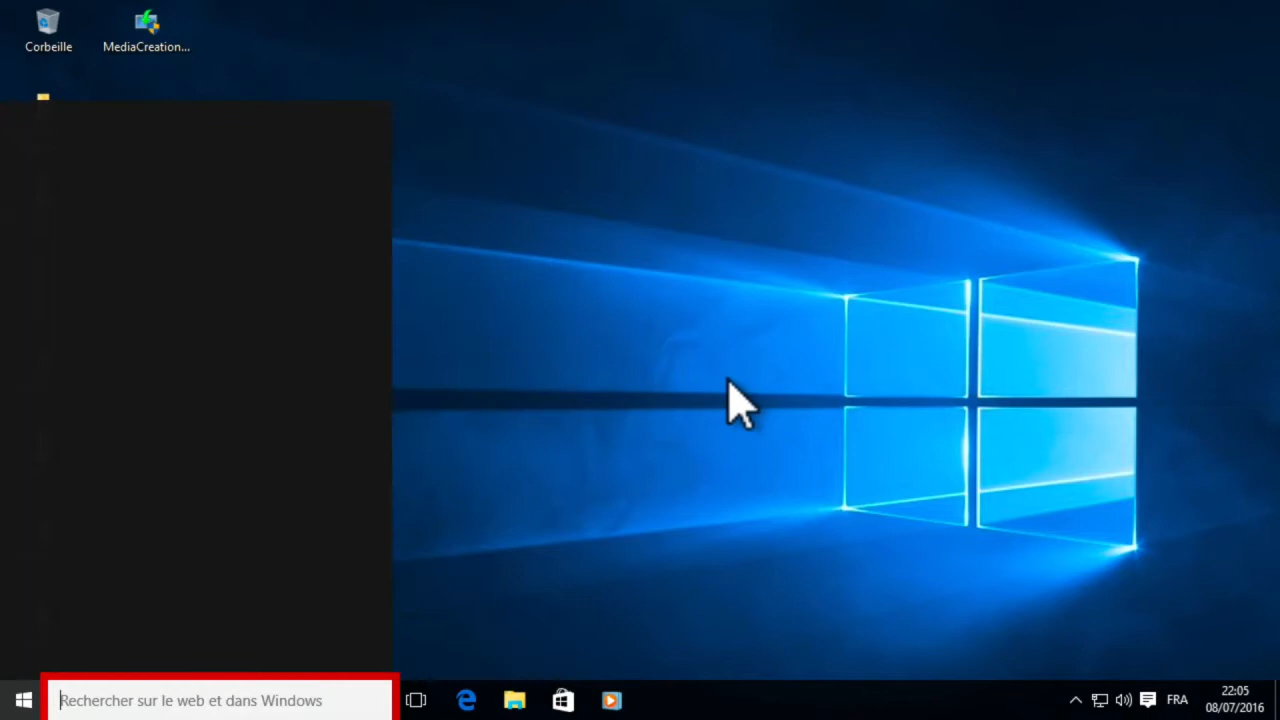 Corbeille
MediaCreation...
Rechercher sur le web et dans Windows
FRA
22:05
08/07/2016